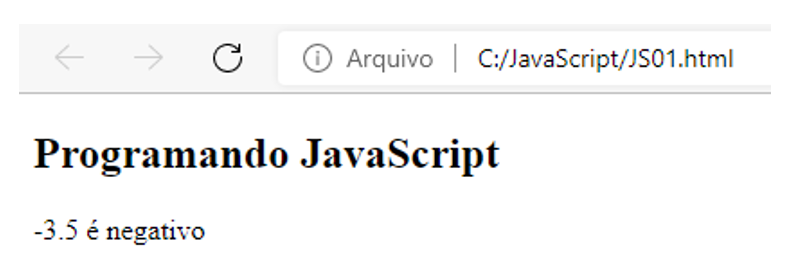 Arquivo | C:/JavaScript/JS01.html
Programando JavaScript
-3.5 é negativo